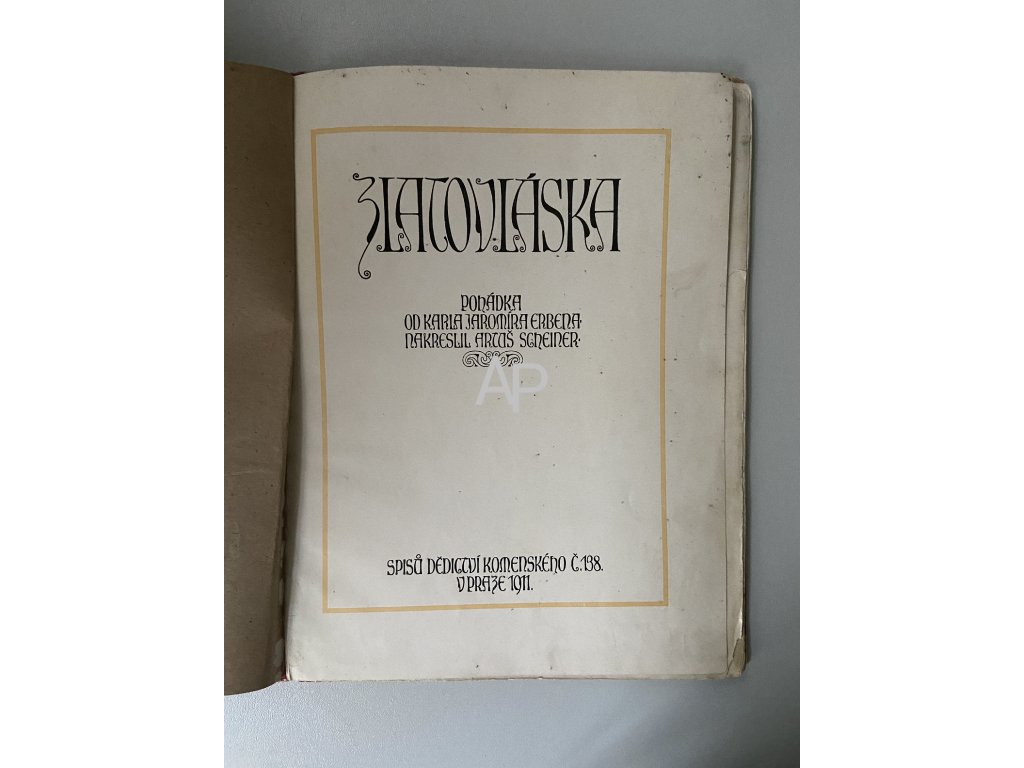 ZLATOVLÁSKA
POHÁDKA
OD KARLA JAROMÍRA ERBENA·
NAKRESLIL ARTUŠ SCHEINER·
AP
SPISŮ DĚDICTVÍ KOMENSKÉHO Č.138.
V PRAZE 1911.